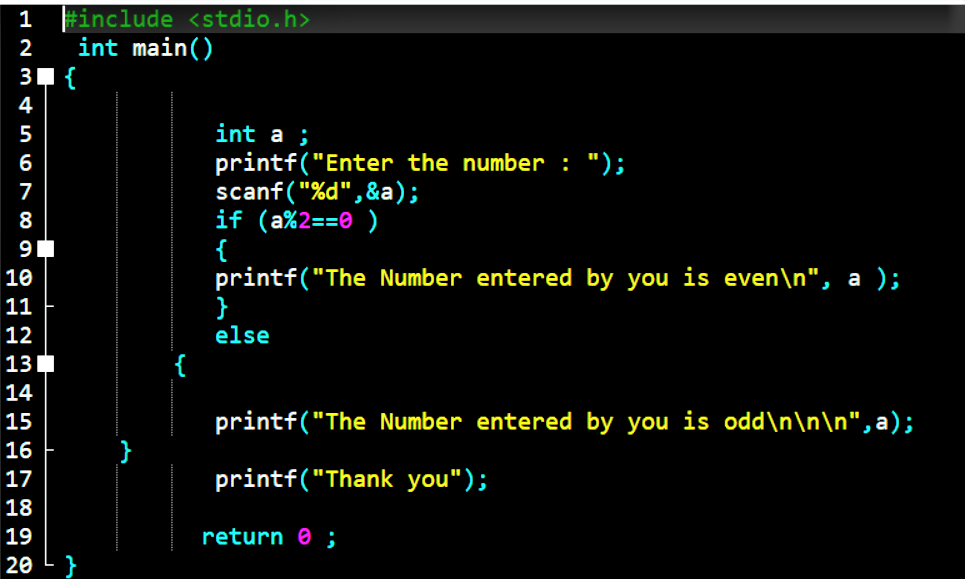 1 #include <stdio.h>
2 int main()
3 {
4
5 int a ;
6 printf("Enter the number : ");
7 scanf("%d",&a);
8 if (a%2==0 )
9 {
10 printf("The Number entered by you is even\n", a );
11 }
12 else
13 {
14
15 printf("The Number entered by you is odd\n\n\n",a);
16 }
17 printf("Thank you");
18
19 return 0 ;
20 }